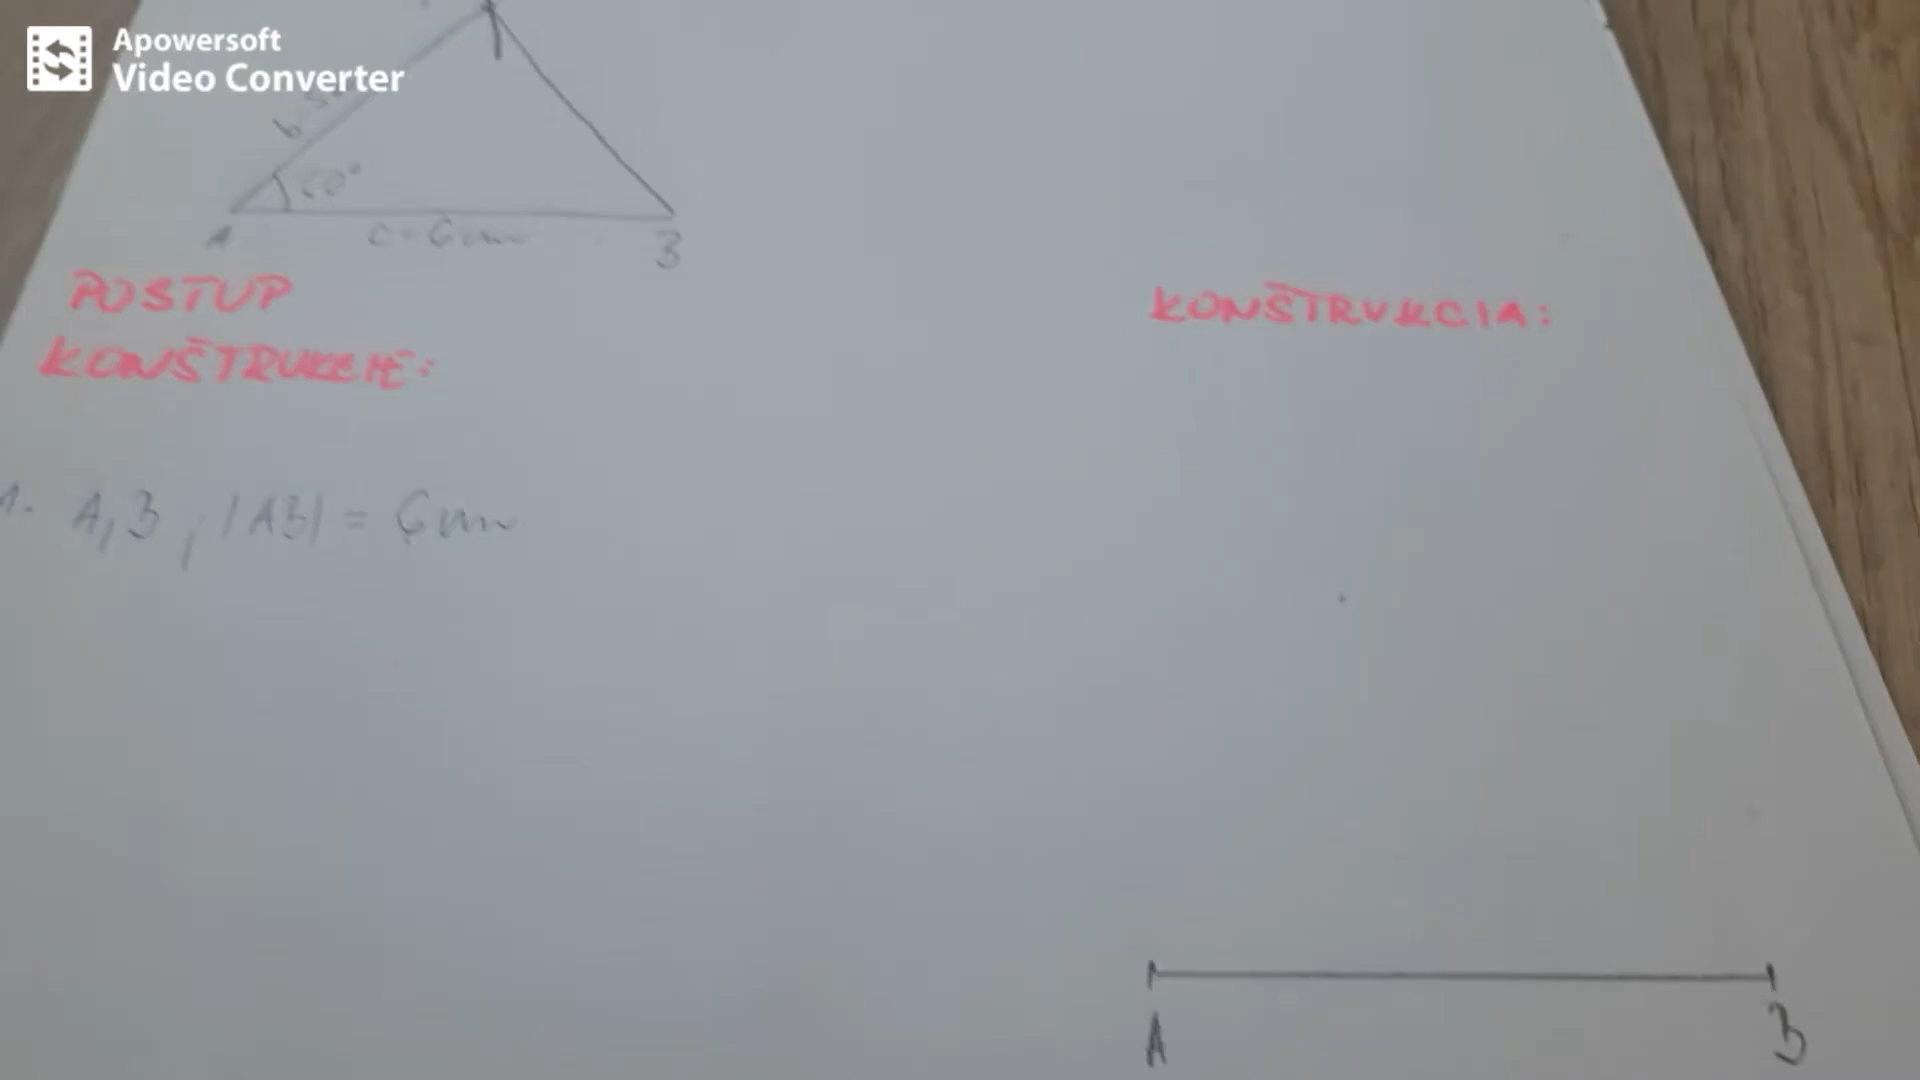 Apowersoft
Video Converter
60°
A
c = 6cm
B
POSTUP
KONŠTRUKCIE:
KONŠTRUKCIA:
1. A, B ; |AB| = 6cm
A
B